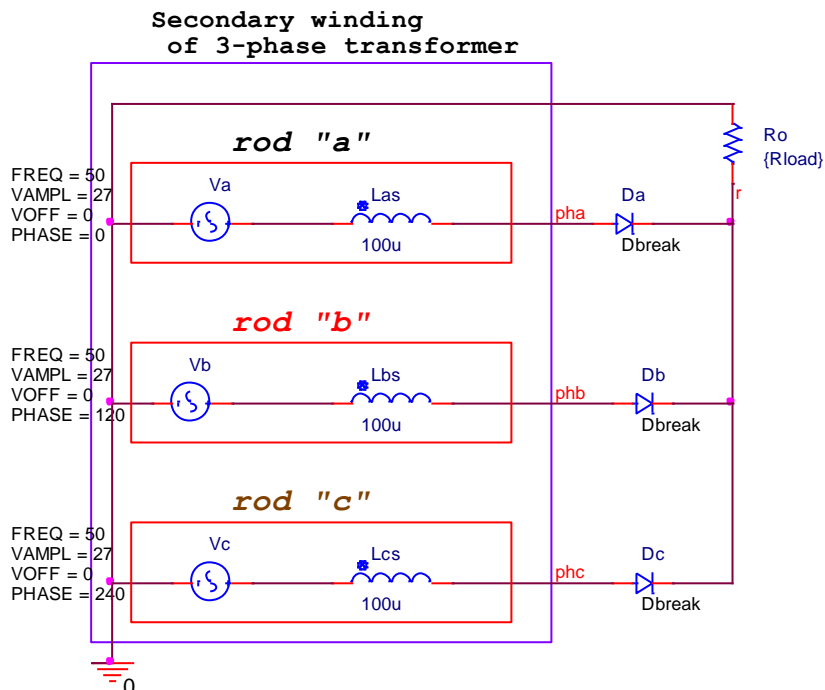 Secondary winding
of 3-phase transformer
rod "a"
Ro
{Rload}
r
FREQ = 50
VAMPL = 27
VOFF = 0
PHASE = 0
Va
Las
100u
pha
Da
Dbreak
rod "b"
FREQ = 50
VAMPL = 27
VOFF = 0
PHASE = 120
Vb
Lbs
100u
phb
Db
Dbreak
rod "c"
FREQ = 50
VAMPL = 27
VOFF = 0
PHASE = 240
Vc
Lcs
100u
phc
Dc
Dbreak
0